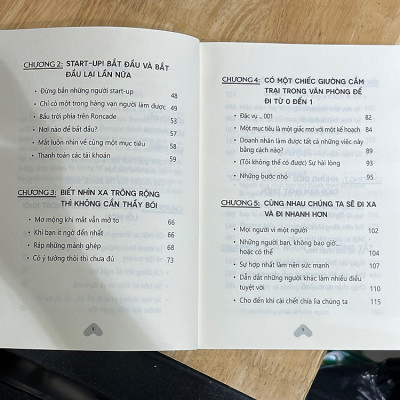 CHƯƠNG 2: START-UP! BẮT ĐẦU VÀ BẮT
ĐẦU LẠI LẦN NỮA
• Đừng bắn những người start-up 48
• Chỉ có một trong hàng vạn người làm được 49
• Bầu trời phía trên Roncade 53
• Nơi nào để bắt đầu? 57
• Mắt luôn nhìn về cùng một mục tiêu 58
• Thanh toán các tài khoản 59
CHƯƠNG 3: BIẾT NHÌN XA TRÔNG RỘNG
THÌ KHÔNG CẦN THẦY BÓI
• Mơ mộng khi mắt vẫn mở to 66
• Khi bạn ít ngờ đến nhất 66
• Ráp những mảnh ghép 68
• Có ý tưởng thôi thì chưa đủ 73
CHƯƠNG 4: CÓ MỘT CHIẾC GIƯỜNG CẮM
TRẠI TRONG VĂN PHÒNG ĐỂ
ĐI TỪ 0 ĐẾN 1
• Đặc vụ .. 001 82
• Một mục tiêu là một giấc mơ với một kế hoạch 84
• Doanh nhân làm được tất cả những việc này
bằng cách nào? 89
• (Tôi không thể có được) Sự hài lòng 93
• Những bước nhỏ 95
CHƯƠNG 5: CÙNG NHAU CHÚNG TA SẼ ĐI XA
VÀ ĐI NHANH HƠN
• Mọi người vì một người 102
• Những người bạn, không bao giờ...
hoặc có thể 104
• Sự hợp nhất làm nên sức mạnh 107
• Dẫn dắt những người khác làm nhiều điều
tuyệt vời 110
• Cho đến khi cái chết chia lìa chúng ta 115